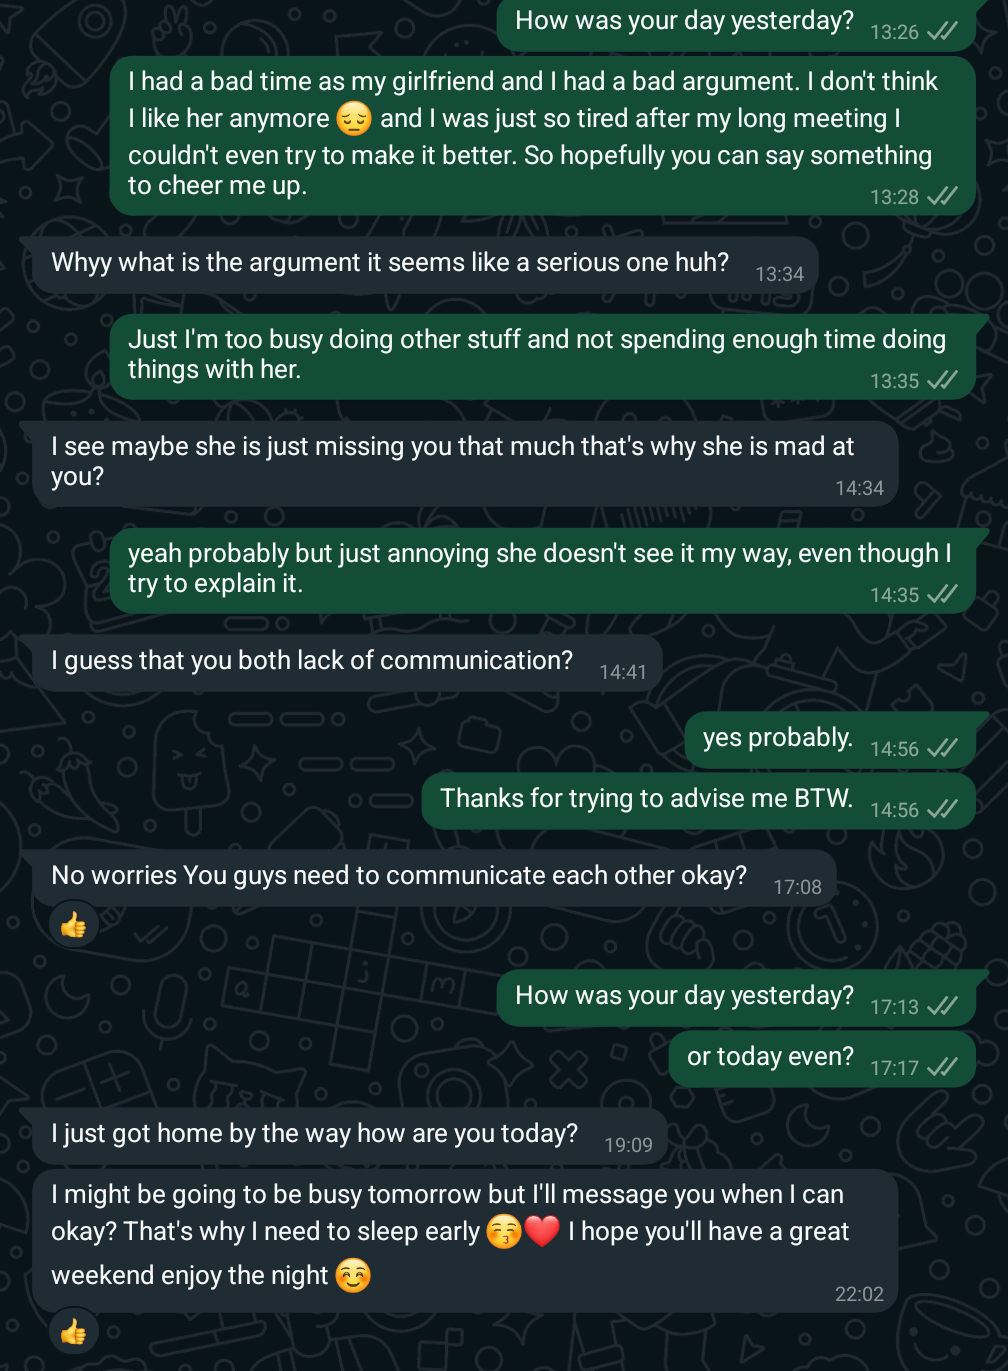 How was your day yesterday? 13:26
I had a bad time as my girlfriend and I had a bad argument. I don't think
I like her anymore 😔 and I was just so tired after my long meeting I
couldn't even try to make it better. So hopefully you can say something
to cheer me up. 13:28
Whyy what is the argument it seems like a serious one huh? 13:34
Just I'm too busy doing other stuff and not spending enough time doing
things with her. 13:35
I see maybe she is just missing you that much that's why she is mad at
you? 14:34
yeah probably but just annoying she doesn't see it my way, even though I
try to explain it. 14:35
I guess that you both lack of communication? 14:41
yes probably. 14:56
Thanks for trying to advise me BTW. 14:56
No worries You guys need to communicate each other okay? 17:08
👍
How was your day yesterday? 17:13
or today even? 17:17
I just got home by the way how are you today? 19:09
I might be going to be busy tomorrow but I'll message you when I can
okay? That's why I need to sleep early 😚❤️ I hope you'll have a great
weekend enjoy the night ☺️ 22:02
👍